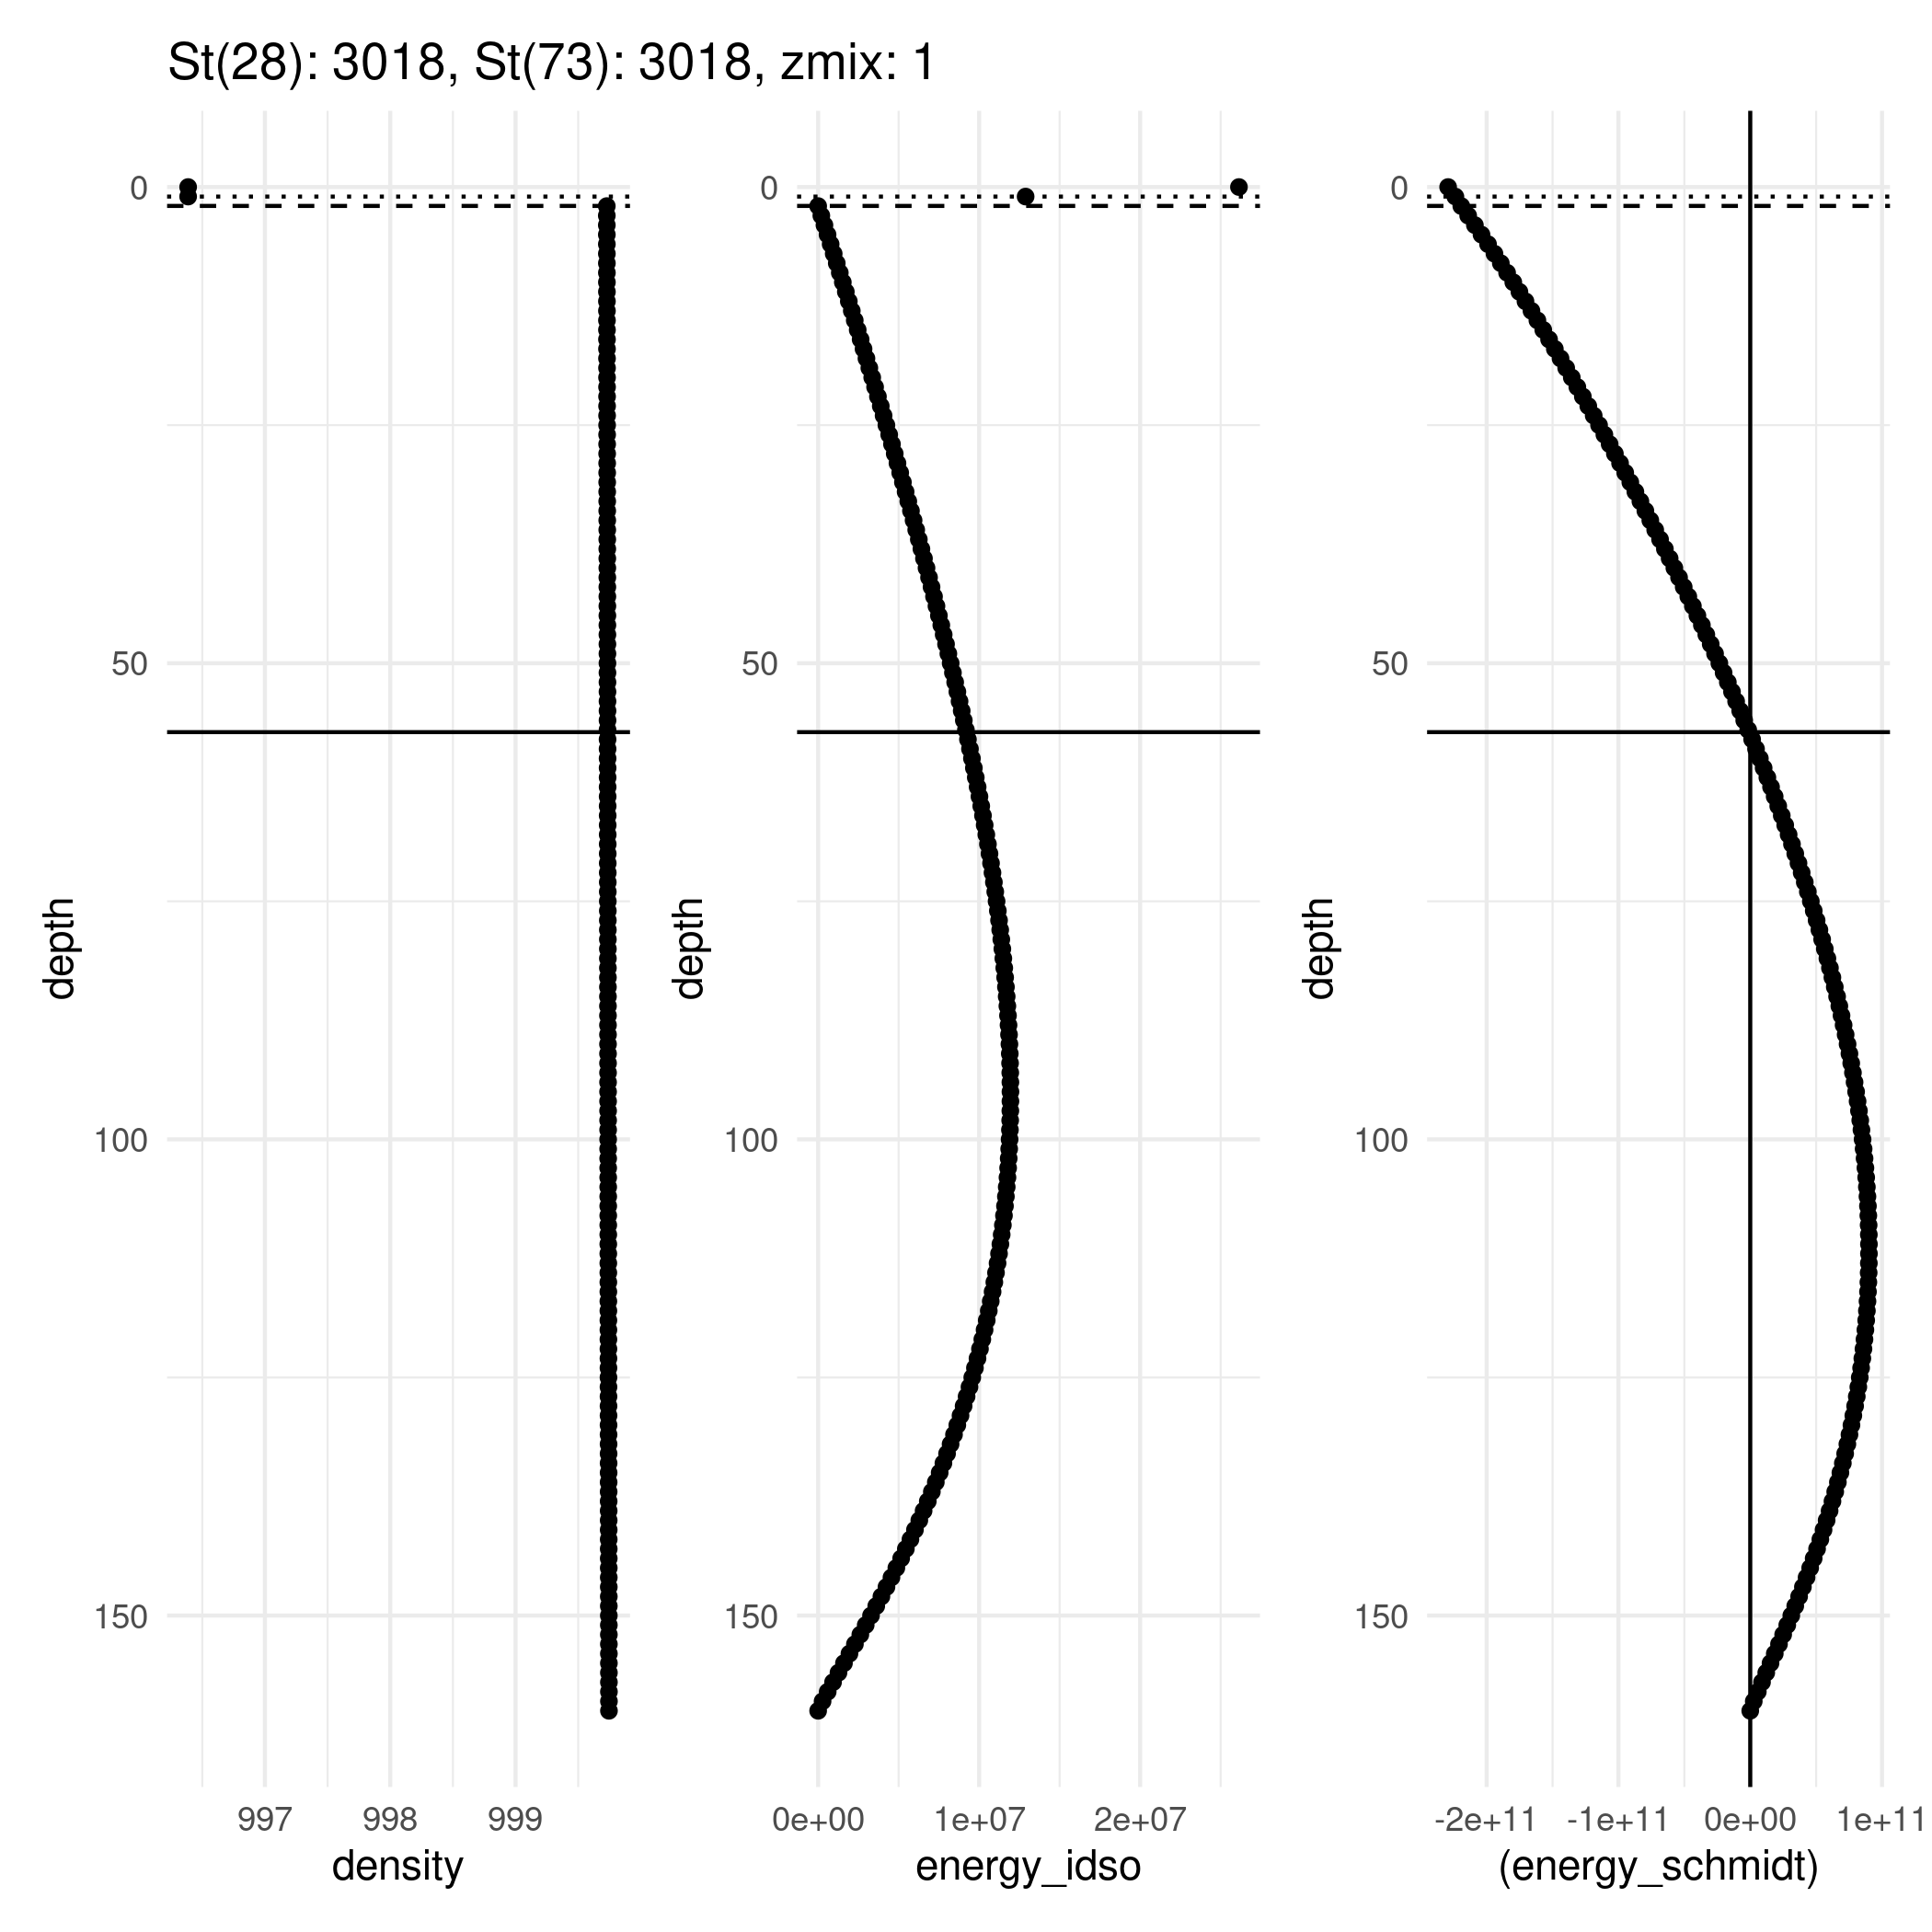 St(28): 3018, St(73): 3018, zmix: 1
0
50
100
150
depth
997 998 999
density
0
50
100
150
depth
0e+00 1e+07 2e+07
energy_idso
0
50
100
150
depth
-2e+11 -1e+11 0e+00 1e+11
(energy_schmidt)